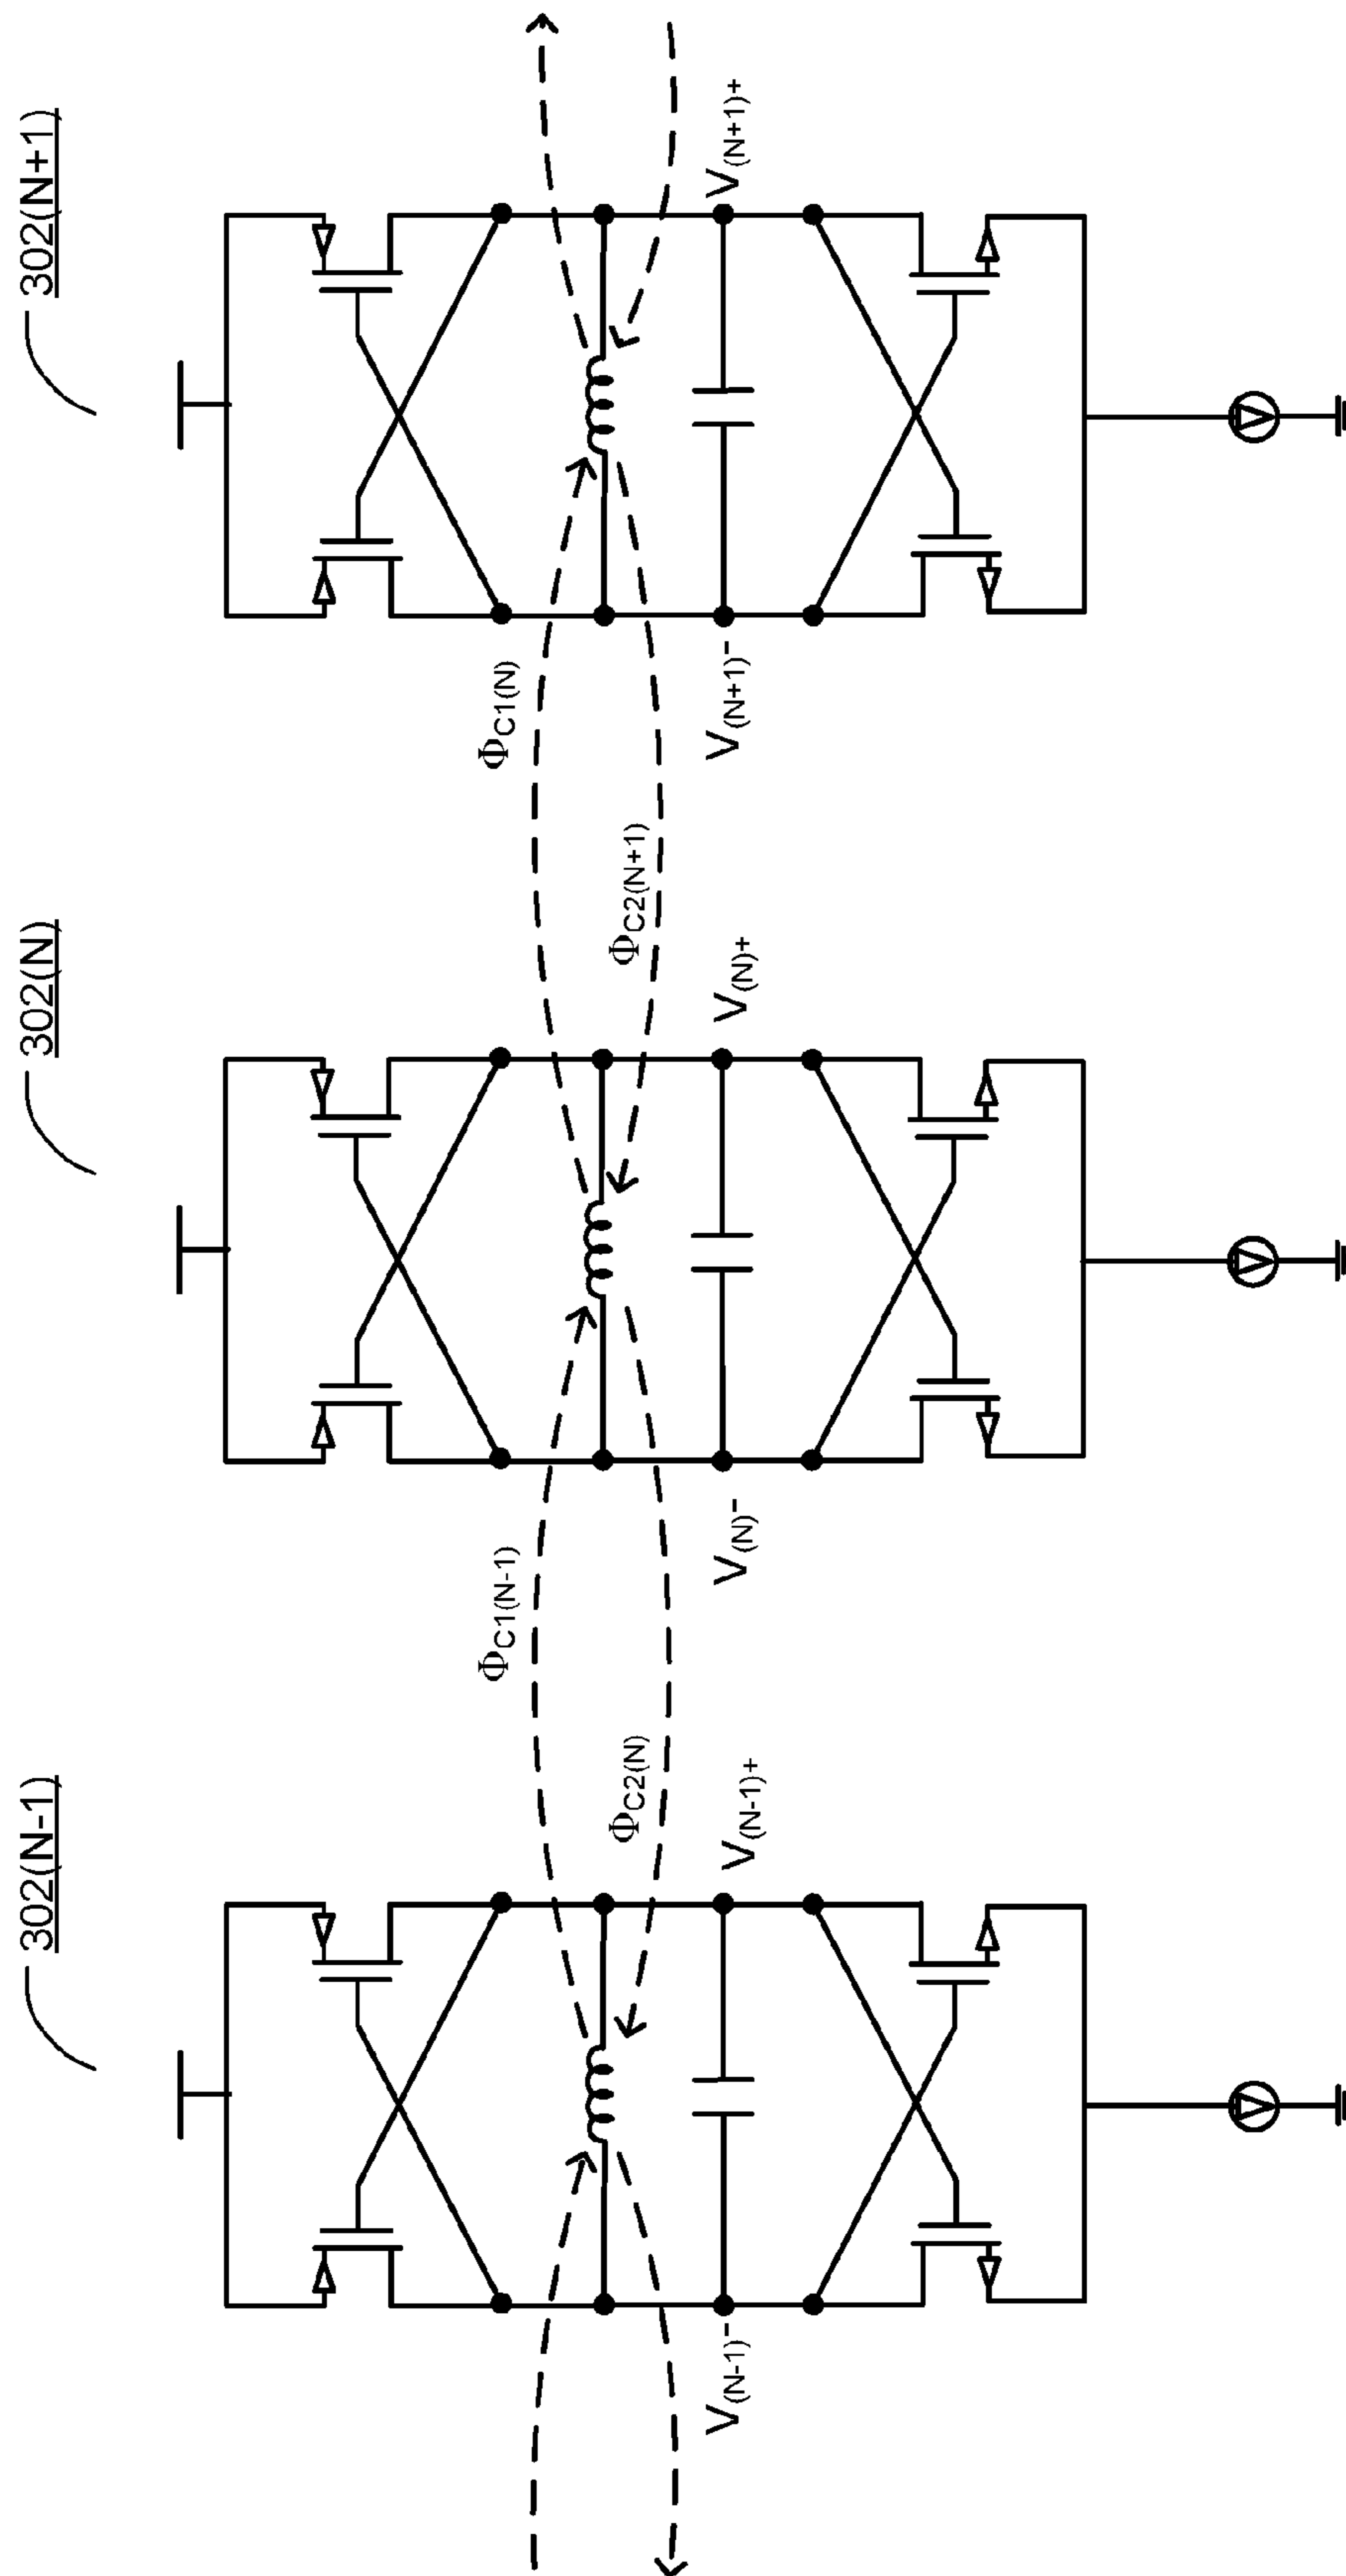 302(N-1)
302(N)
302(N+1)
ΦC1(N-1)
ΦC1(N)
ΦC2(N)
ΦC2(N+1)
V(N-1)-
V(N-1)+
V(N)-
V(N)+
V(N+1)-
V(N+1)+